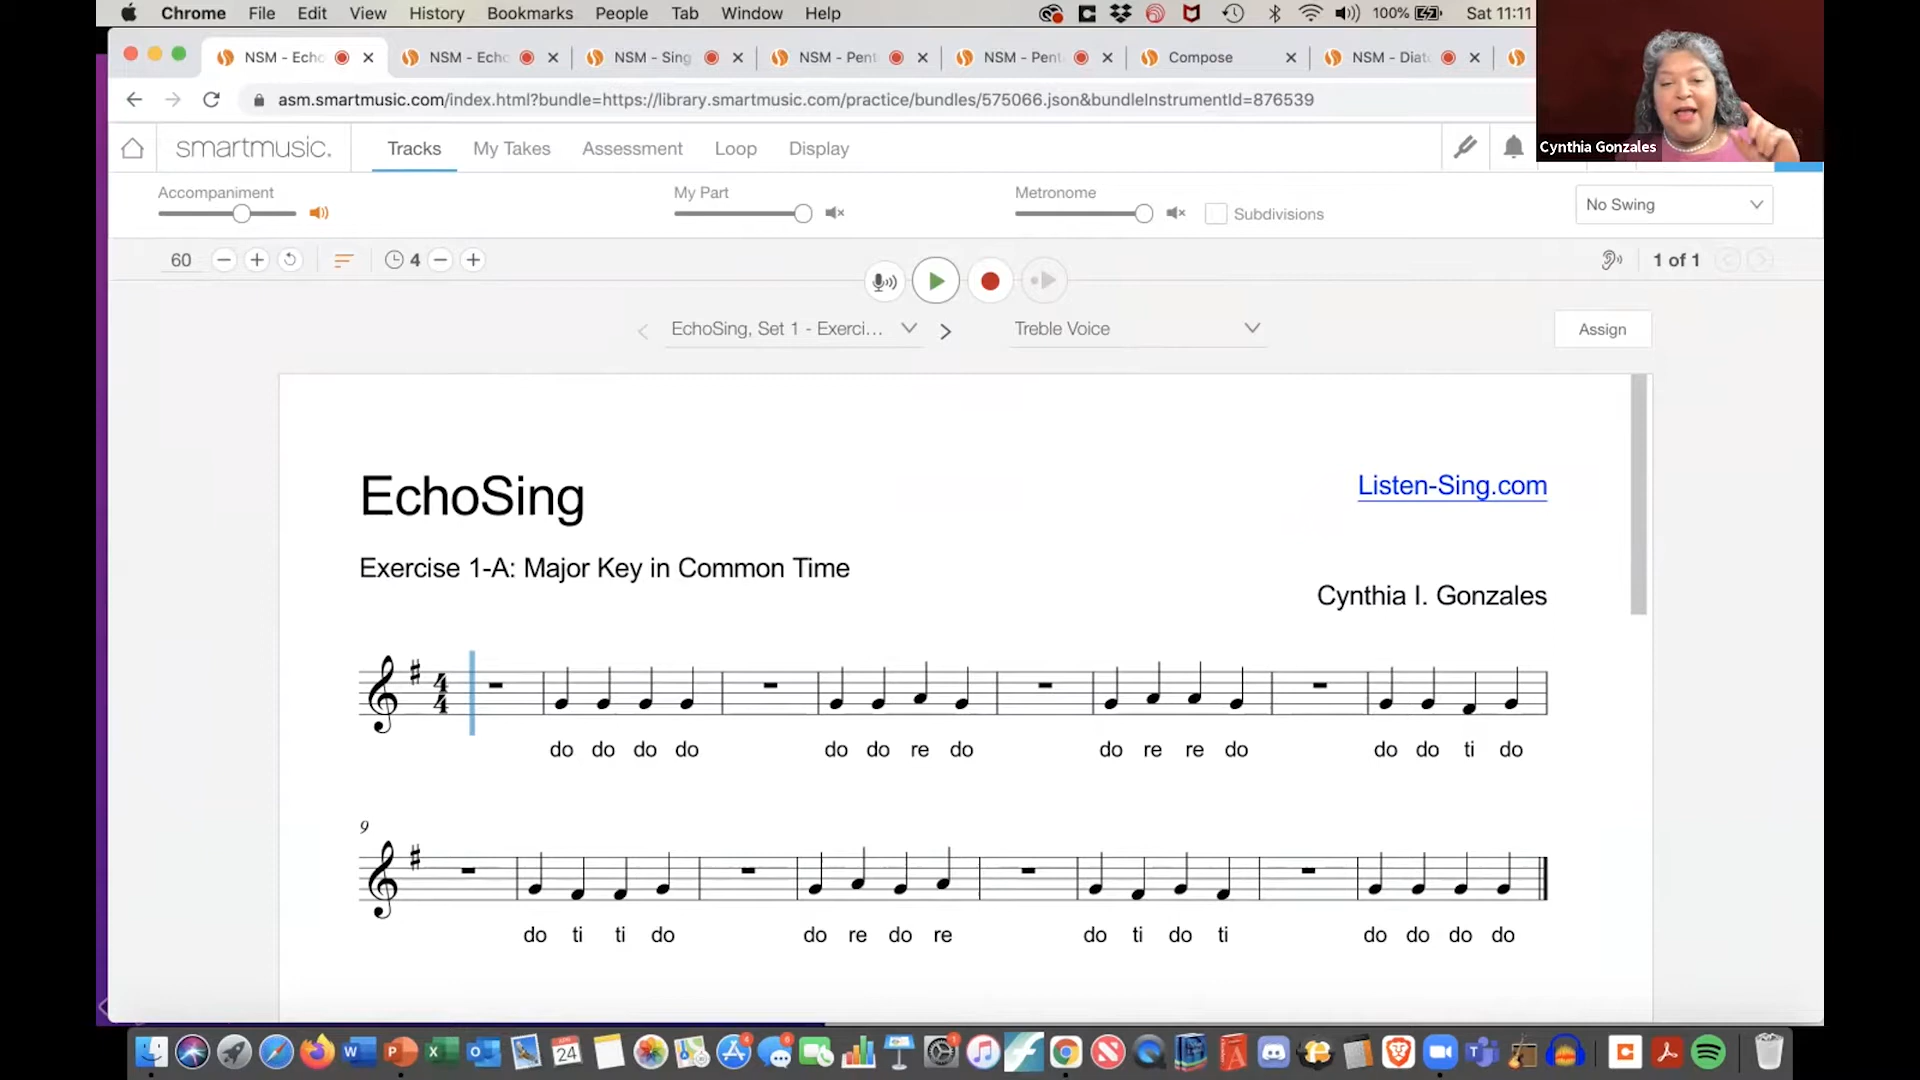 Chrome File Edit View History Bookmarks People Tab Window Help 100% Sat 11:11
NSM - Echo NSM - Echo NSM - Sing NSM - Pent NSM - Pent Compose NSM - Diat
asm.smartmusic.com/index.html?bundle=https://library.smartmusic.com/practice/bundles/575066.json&bundleInstrumentId=876539
Cynthia Gonzales
smartmusic. Tracks My Takes Assessment Loop Display
Accompaniment My Part Metronome Subdivisions No Swing
60 4 1 of 1
EchoSing, Set 1 - Exerci... Treble Voice Assign
EchoSing Listen-Sing.com
Exercise 1-A: Major Key in Common Time
Cynthia I. Gonzales
4
4
do do do do do do re do do re re do do do ti do
9
do ti ti do do re do re do ti do ti do do do do